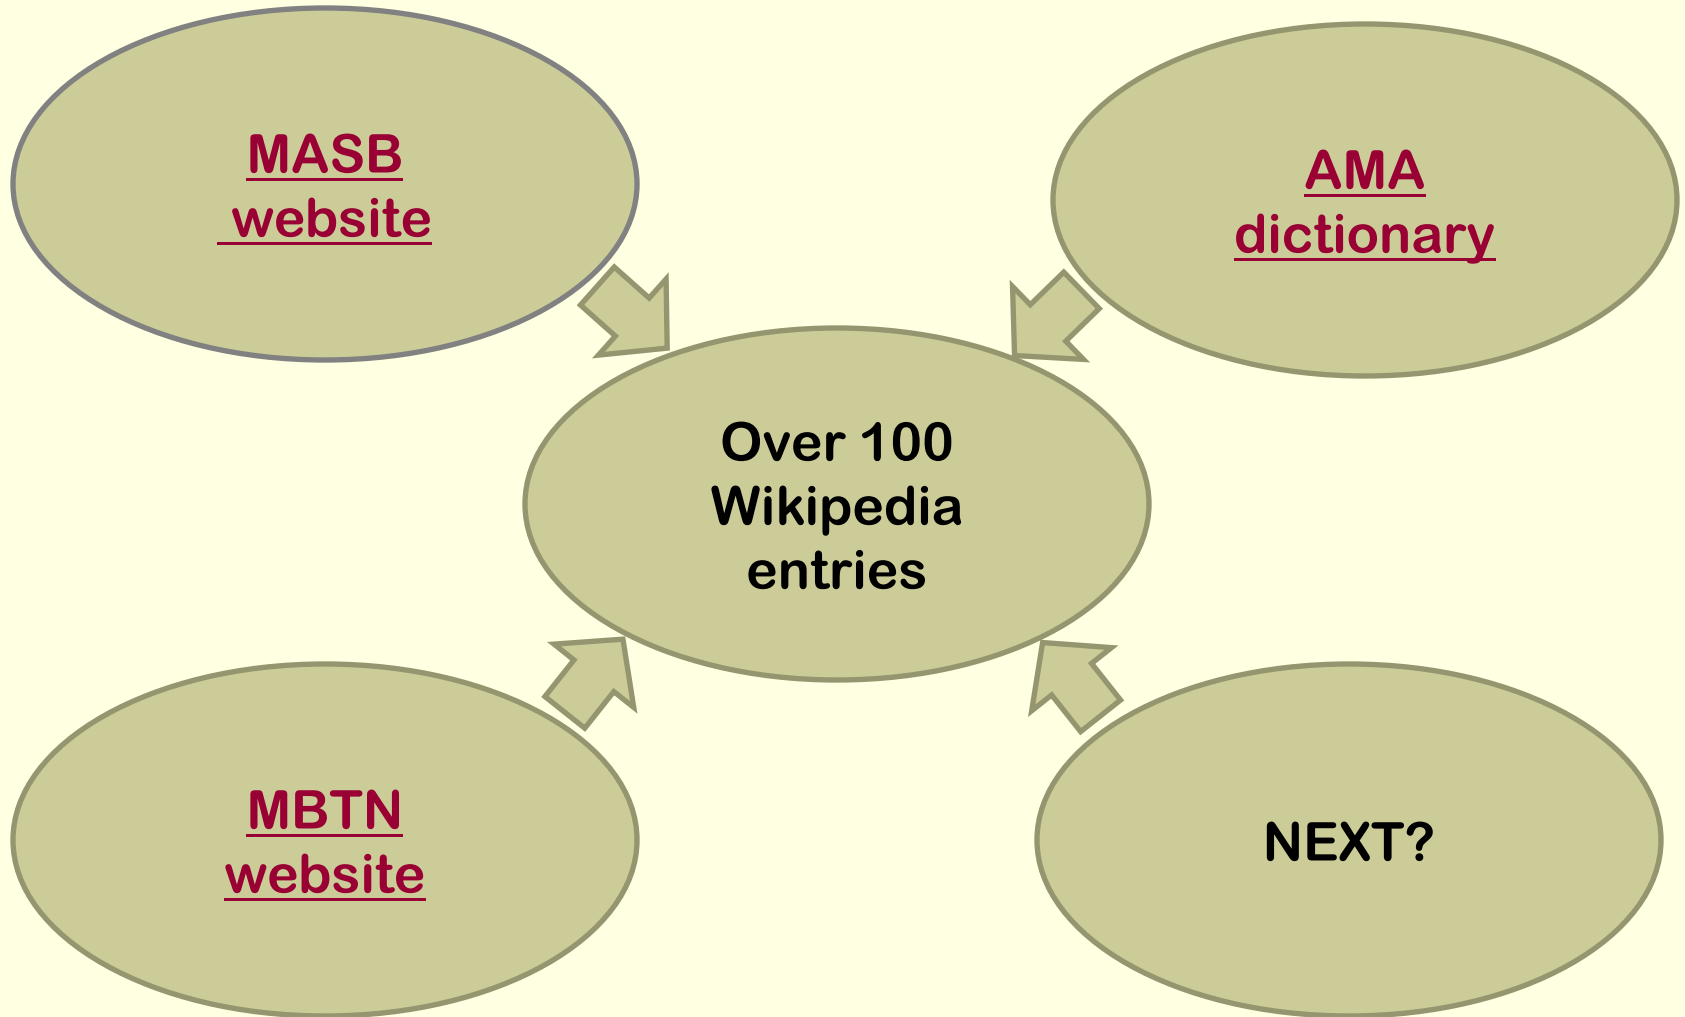 MASB
website
AMA
dictionary
Over 100
Wikipedia
entries
MBTN
website
NEXT?